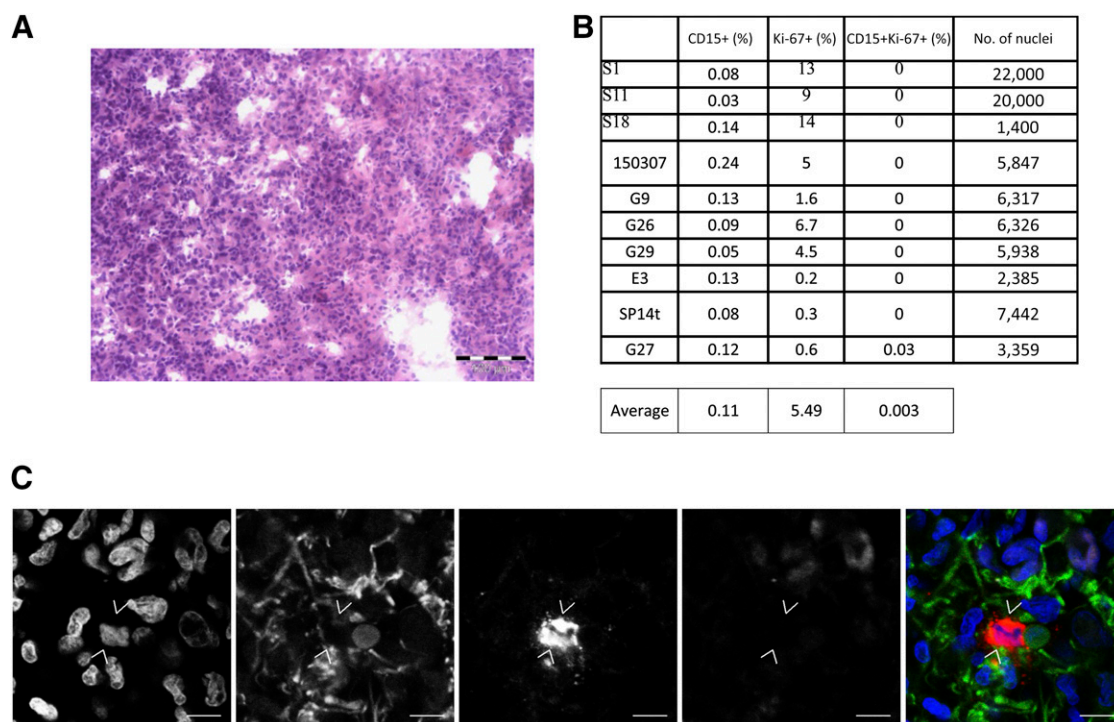 A
B
CD15+ (%) Ki-67+ (%) CD15+Ki-67+ (%) No. of nuclei
S1 0.08 13 0 22,000
S11 0.03 9 0 20,000
S18 0.14 14 0 1,400
150307 0.24 5 0 5,847
G9 0.13 1.6 0 6,317
G26 0.09 6.7 0 6,326
G29 0.05 4.5 0 5,938
E3 0.13 0.2 0 2,385
SP14t 0.08 0.3 0 7,442
G27 0.12 0.6 0.03 3,359
Average 0.11 5.49 0.003
C